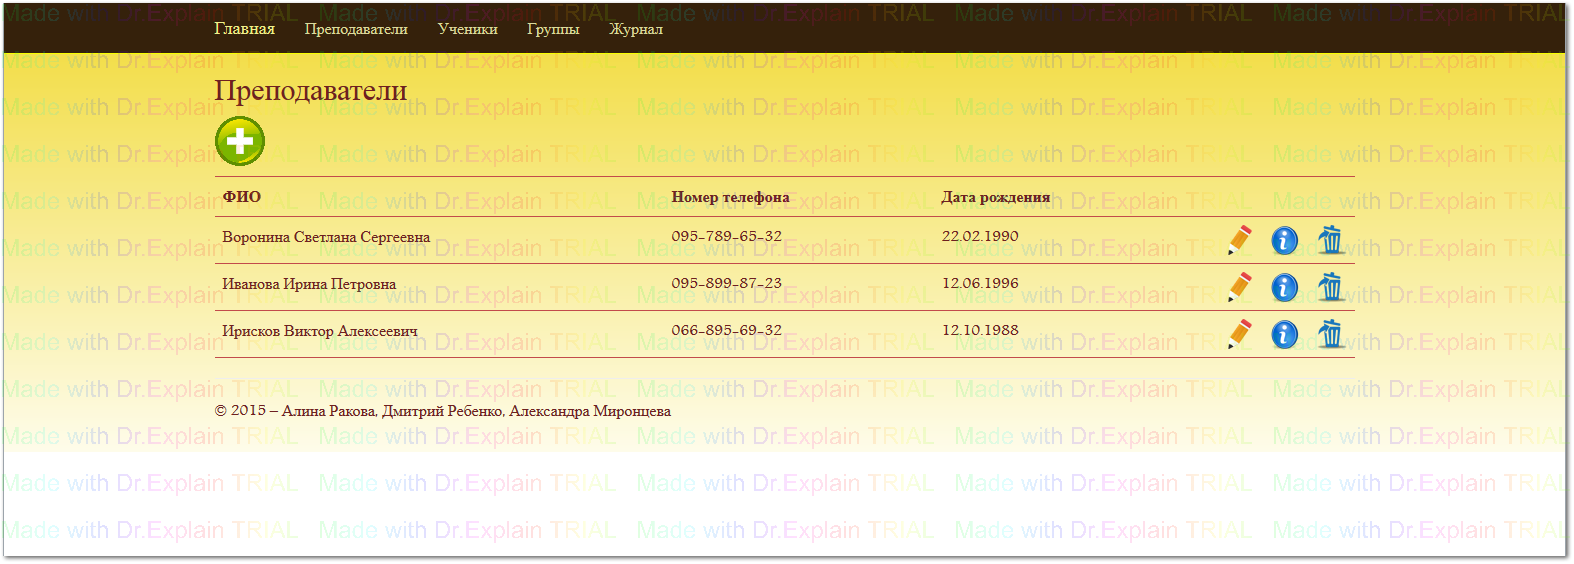 Главная Преподаватели Ученики Группы Журнал
Преподаватели
ФИО Номер телефона Дата рождения
Воронина Светлана Сергеевна 095-789-65-32 22.02.1990
Иванова Ирина Петровна 095-899-87-23 12.06.1996
Ирисков Виктор Алексеевич 066-895-69-32 12.10.1988
© 2015 – Алина Ракова, Дмитрий Ребенко, Александра Миронцева
Made with Dr.Explain TRIAL